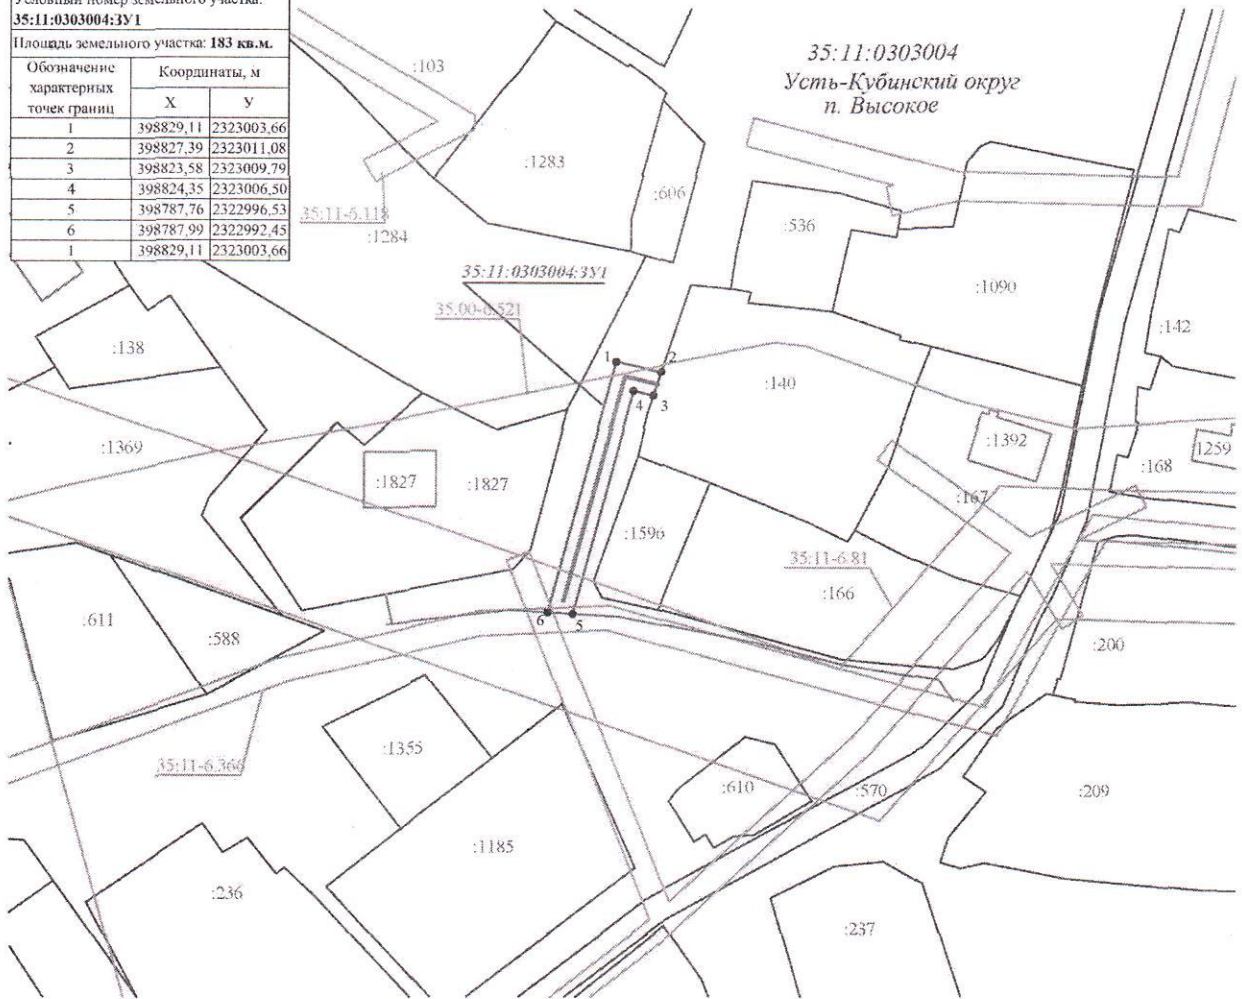 Условный номер земельного участка:
35:11:0303004:ЗУ1
Площадь земельного участка: 183 кв.м.
Обозначение характерных точек границ
Координаты, м
X У
1 398829,11 2323003,66
2 398827,39 2323011,08
3 398823,58 2323009,79
4 398824,35 2323006,50
5 398787,76 2322996,53
6 398787,99 2322992,45
1 398829,11 2323003,66
35:11:0303004
Усть-Кубинский округ
п. Высокое
:103
:1283
:606
35:11-6.118
:1284
:536
35:11:0303004:ЗУ1
:1090
35.00-6.521
:142
:138
1
2
:140
4
3
:1369
:1392
:168
1259
:1827
:1827
:167
:1596
35:11-6.81
:166
:611
:588
6
5
:200
:1355
35:11-6.366
:610
:570
:209
:1185
:236
:237